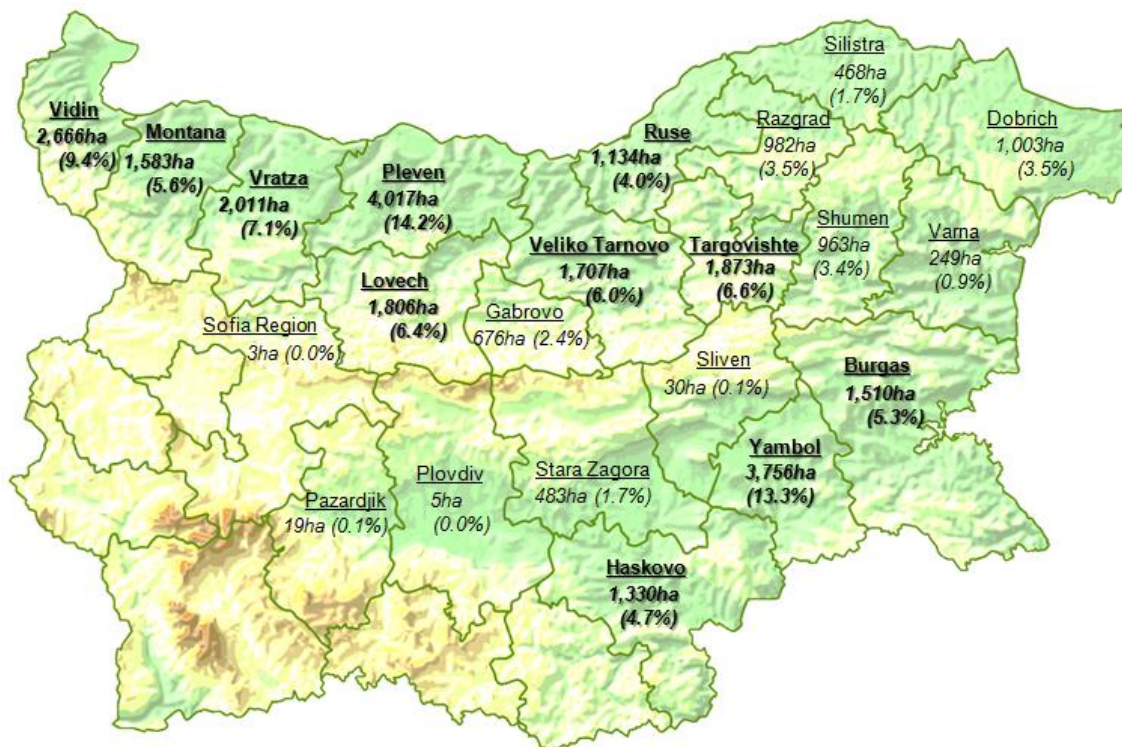 Silistra
468ha
(1.7%)
Vidin
2,666ha
(9.4%)
Montana
1,583ha
(5.6%)
Vratza
2,011ha
(7.1%)
Pleven
4,017ha
(14.2%)
Ruse
1,134ha
(4.0%)
Razgrad
982ha
(3.5%)
Dobrich
1,003ha
(3.5%)
Lovech
1,806ha
(6.4%)
Veliko Tarnovo
1,707ha
(6.0%)
Targovishte
1,873ha
(6.6%)
Shumen
963ha
(3.4%)
Varna
249ha
(0.9%)
Sofia Region
3ha (0.0%)
Gabrovo
676ha (2.4%)
Sliven
30ha (0.1%)
Burgas
1,510ha
(5.3%)
Pazardjik
19ha (0.1%)
Plovdiv
5ha
(0.0%)
Stara Zagora
483ha (1.7%)
Yambol
3,756ha
(13.3%)
Haskovo
1,330ha
(4.7%)